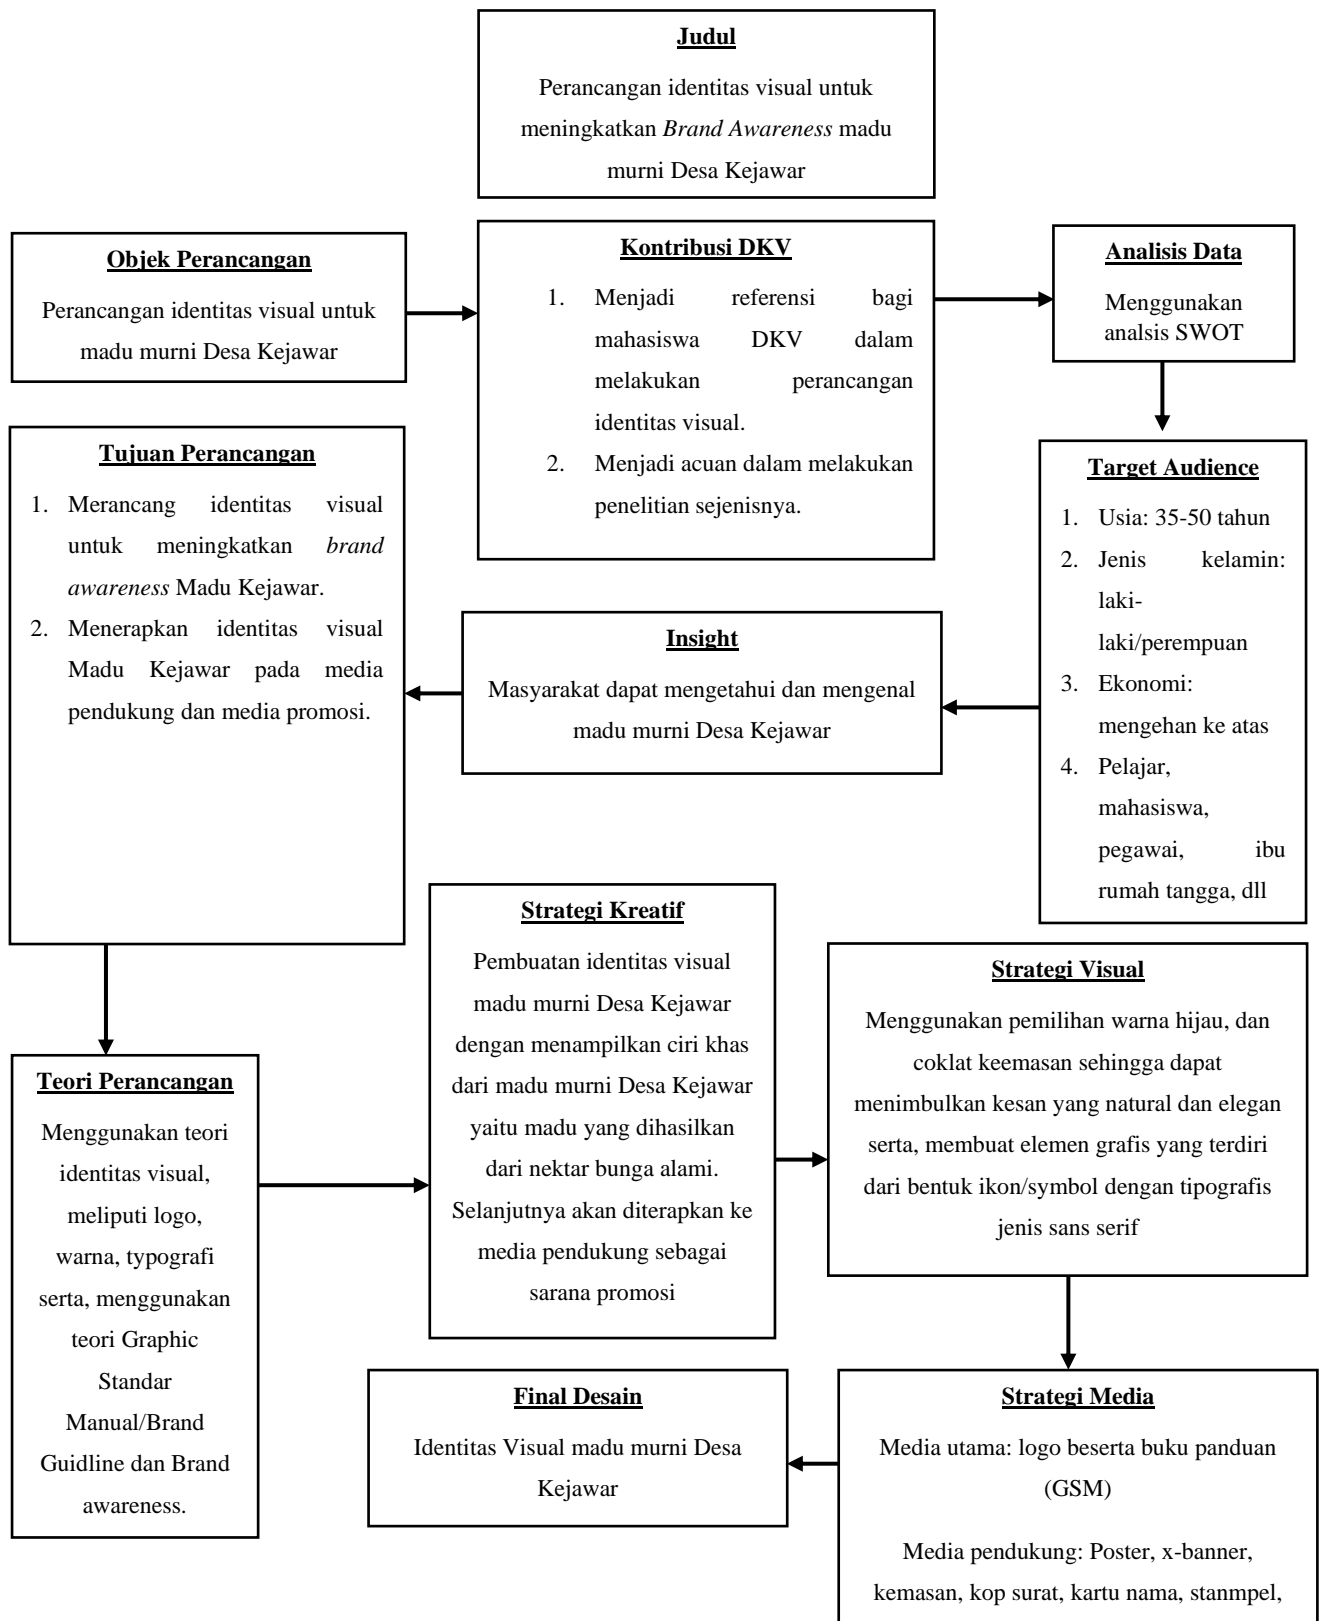 Judul
Perancangan identitas visual untuk
meningkatkan Brand Awareness madu
murni Desa Kejawar
Objek Perancangan
Perancangan identitas visual untuk
madu murni Desa Kejawar
Kontribusi DKV
1. Menjadi referensi bagi
mahasiswa DKV dalam
melakukan perancangan
identitas visual.
2. Menjadi acuan dalam melakukan
penelitian sejenisnya.
Analisis Data
Menggunakan
analsis SWOT
Target Audience
1. Usia: 35-50 tahun
2. Jenis kelamin:
laki-
laki/perempuan
3. Ekonomi:
mengehan ke atas
4. Pelajar,
mahasiswa,
pegawai, ibu
rumah tangga, dll
Insight
Masyarakat dapat mengetahui dan mengenal
madu murni Desa Kejawar
Tujuan Perancangan
1. Merancang identitas visual
untuk meningkatkan brand
awareness Madu Kejawar.
2. Menerapkan identitas visual
Madu Kejawar pada media
pendukung dan media promosi.
Teori Perancangan
Menggunakan teori
identitas visual,
meliputi logo,
warna, typografi
serta, menggunakan
teori Graphic
Standar
Manual/Brand
Guidline dan Brand
awareness.
Strategi Kreatif
Pembuatan identitas visual
madu murni Desa Kejawar
dengan menampilkan ciri khas
dari madu murni Desa Kejawar
yaitu madu yang dihasilkan
dari nektar bunga alami.
Selanjutnya akan diterapkan ke
media pendukung sebagai
sarana promosi
Strategi Visual
Menggunakan pemilihan warna hijau, dan
coklat keemasan sehingga dapat
menimbulkan kesan yang natural dan elegan
serta, membuat elemen grafis yang terdiri
dari bentuk ikon/symbol dengan tipografis
jenis sans serif
Strategi Media
Media utama: logo beserta buku panduan
(GSM)
Media pendukung: Poster, x-banner,
kemasan, kop surat, kartu nama, stanmpel,
Final Desain
Identitas Visual madu murni Desa
Kejawar